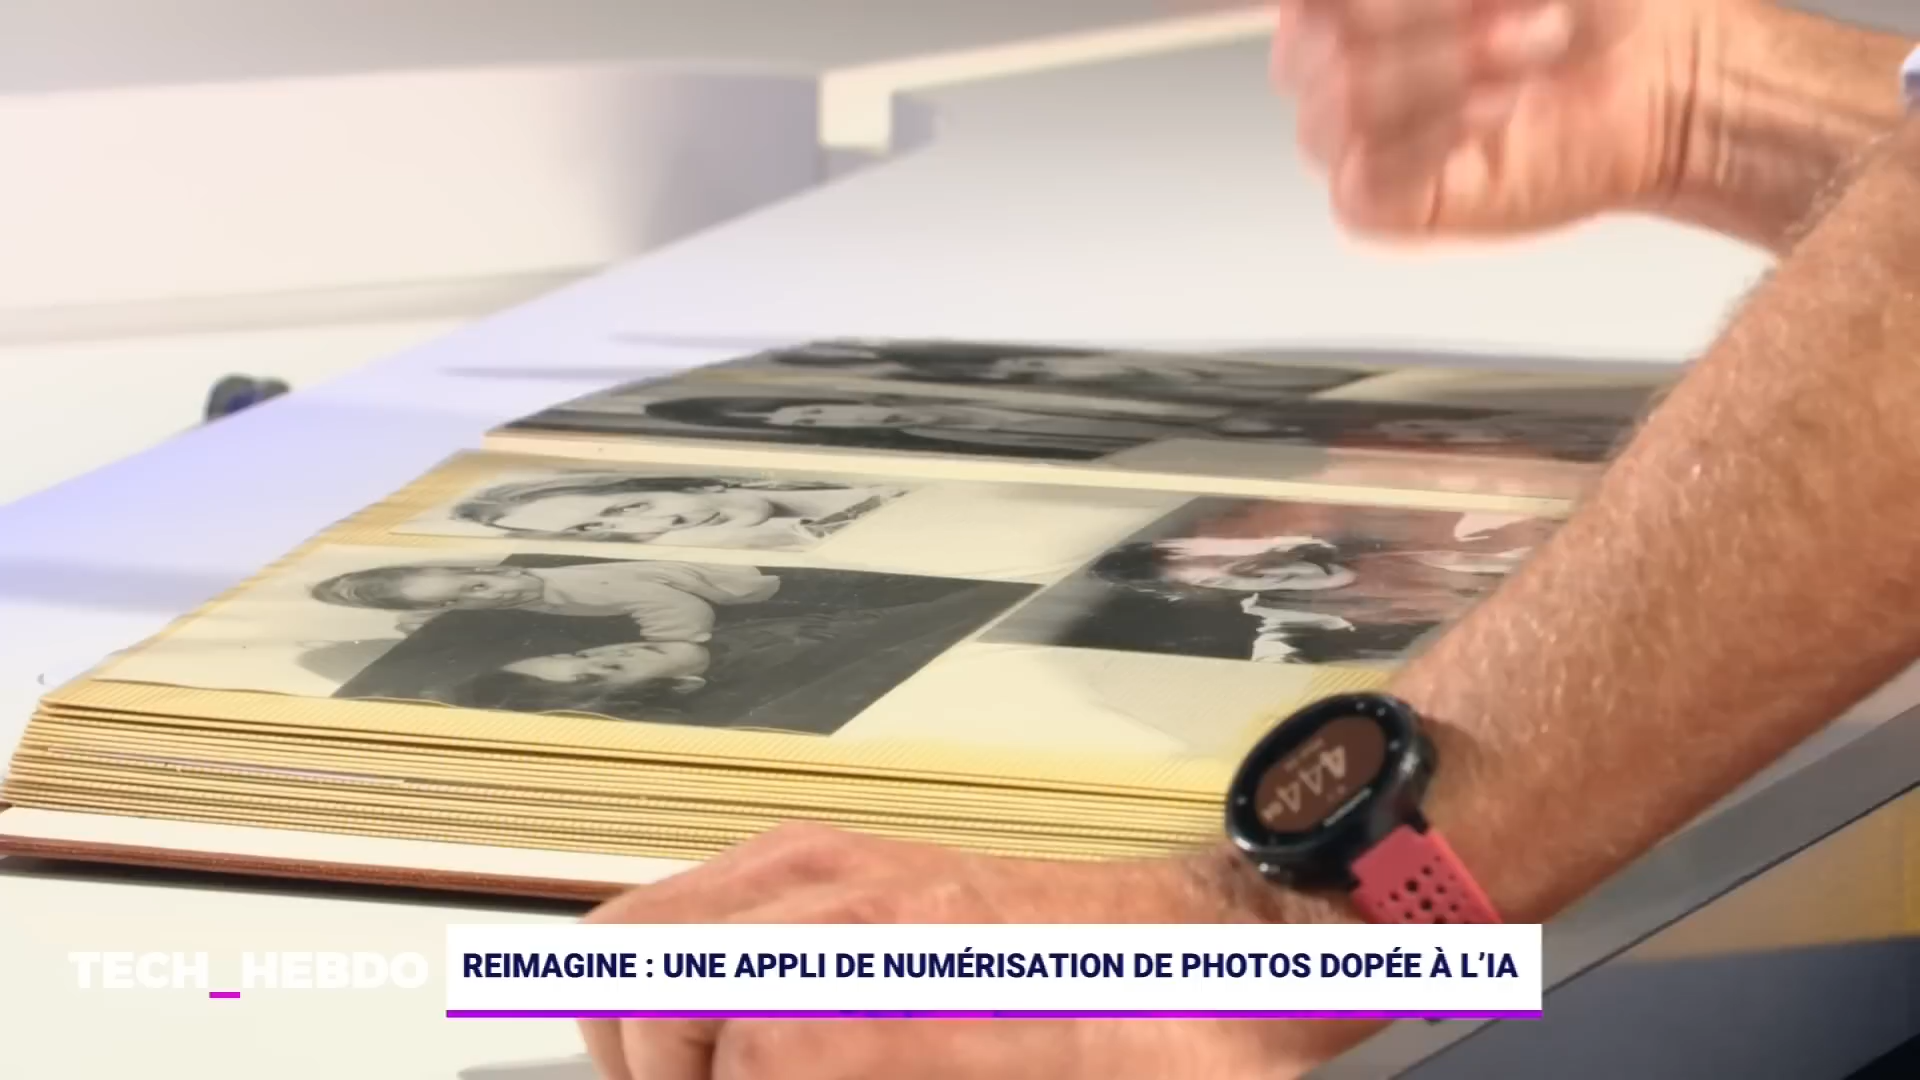 TECH_HEBDO
REIMAGINE : UNE APPLI DE NUMÉRISATION DE PHOTOS DOPÉE À L’IA